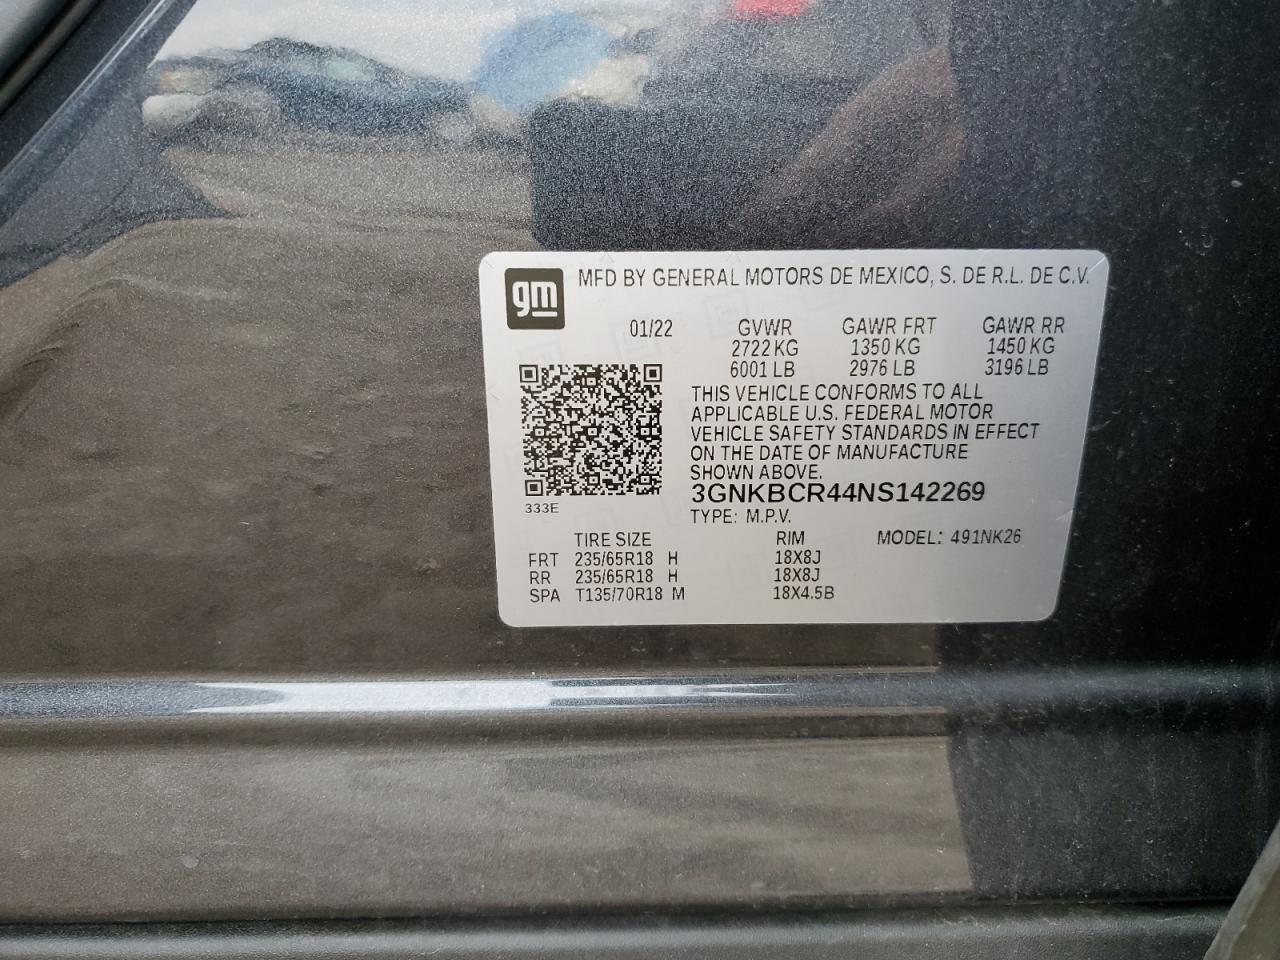 gm
MFD BY GENERAL MOTORS DE MEXICO, S. DE R.L. DE C.V.
01/22 GVWR GAWR FRT GAWR RR
2722 KG 1350 KG 1450 KG
6001 LB 2976 LB 3196 LB
THIS VEHICLE CONFORMS TO ALL
APPLICABLE U.S. FEDERAL MOTOR
VEHICLE SAFETY STANDARDS IN EFFECT
ON THE DATE OF MANUFACTURE
SHOWN ABOVE.
333E
3GNKBCR44NS142269
TYPE: M.P.V.
TIRE SIZE RIM MODEL: 491NK26
FRT 235/65R18 H 18X8J
RR 235/65R18 H 18X8J
SPA T135/70R18 M 18X4.5B